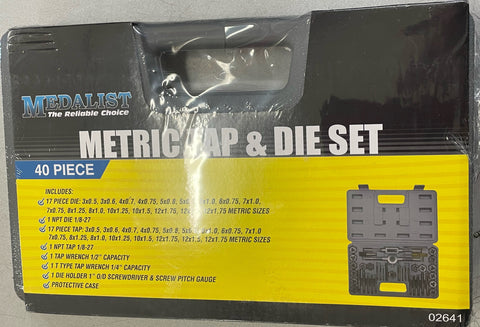 MEDALIST
The Reliable Choice
METRIC TAP & DIE SET
40 PIECE
INCLUDES:
17 PIECE DIE: 3x0.5, 3x0.6, 4x0.7, 4x0.75, 5x0.8, 7x1.0, 6x0.75, 7x1.0,
7x0.75, 8x1.25, 8x1.0, 10x1.25, 10x1.5, 12x1.75, 12x1.75 METRIC SIZES
1 NPT DIE 1/8-27
17 PIECE TAP: 3x0.5, 3x0.6, 4x0.7, 4x0.75, 5x0.8, 6x1.0, 6x0.75, 7x1.0
7x0.75, 8x1.25, 8x1.0, 10x1.25, 10x1.5, 12x1.5, 12x1.75 METRIC SIZES
1 NPT TAP 1/8-27
1 TAP WRENCH 1/2" CAPACITY
1 T TYPE TAP WRENCH 1/4" CAPACITY
1 DIE HOLDER 1" O/D SCREWDRIVER & SCREW PITCH GAUGE
PROTECTIVE CASE
02641